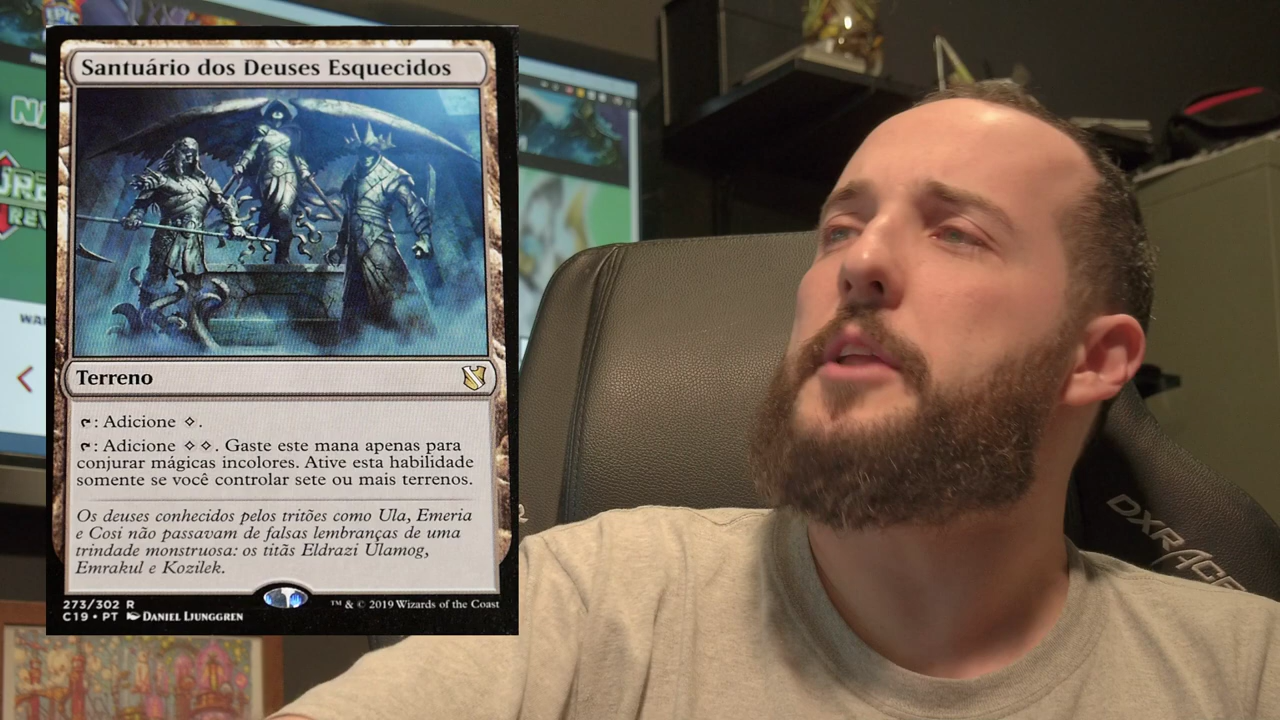 Santuário dos Deuses Esquecidos
Terreno
: Adicione .
: Adicione . Gaste este mana apenas para
conjurar mágicas incolores. Ative esta habilidade
somente se você controlar sete ou mais terrenos.
Os deuses conhecidos pelos tritões como Ula, Emeria
e Cosi não passavam de falsas lembranças de uma
trindade monstruosa: os titãs Eldrazi Ulamog,
Emrakul e Kozilek.
273/302 R
C19 • PT DANIEL LJUNGGREN
™ & © 2019 Wizards of the Coast
DXRACE